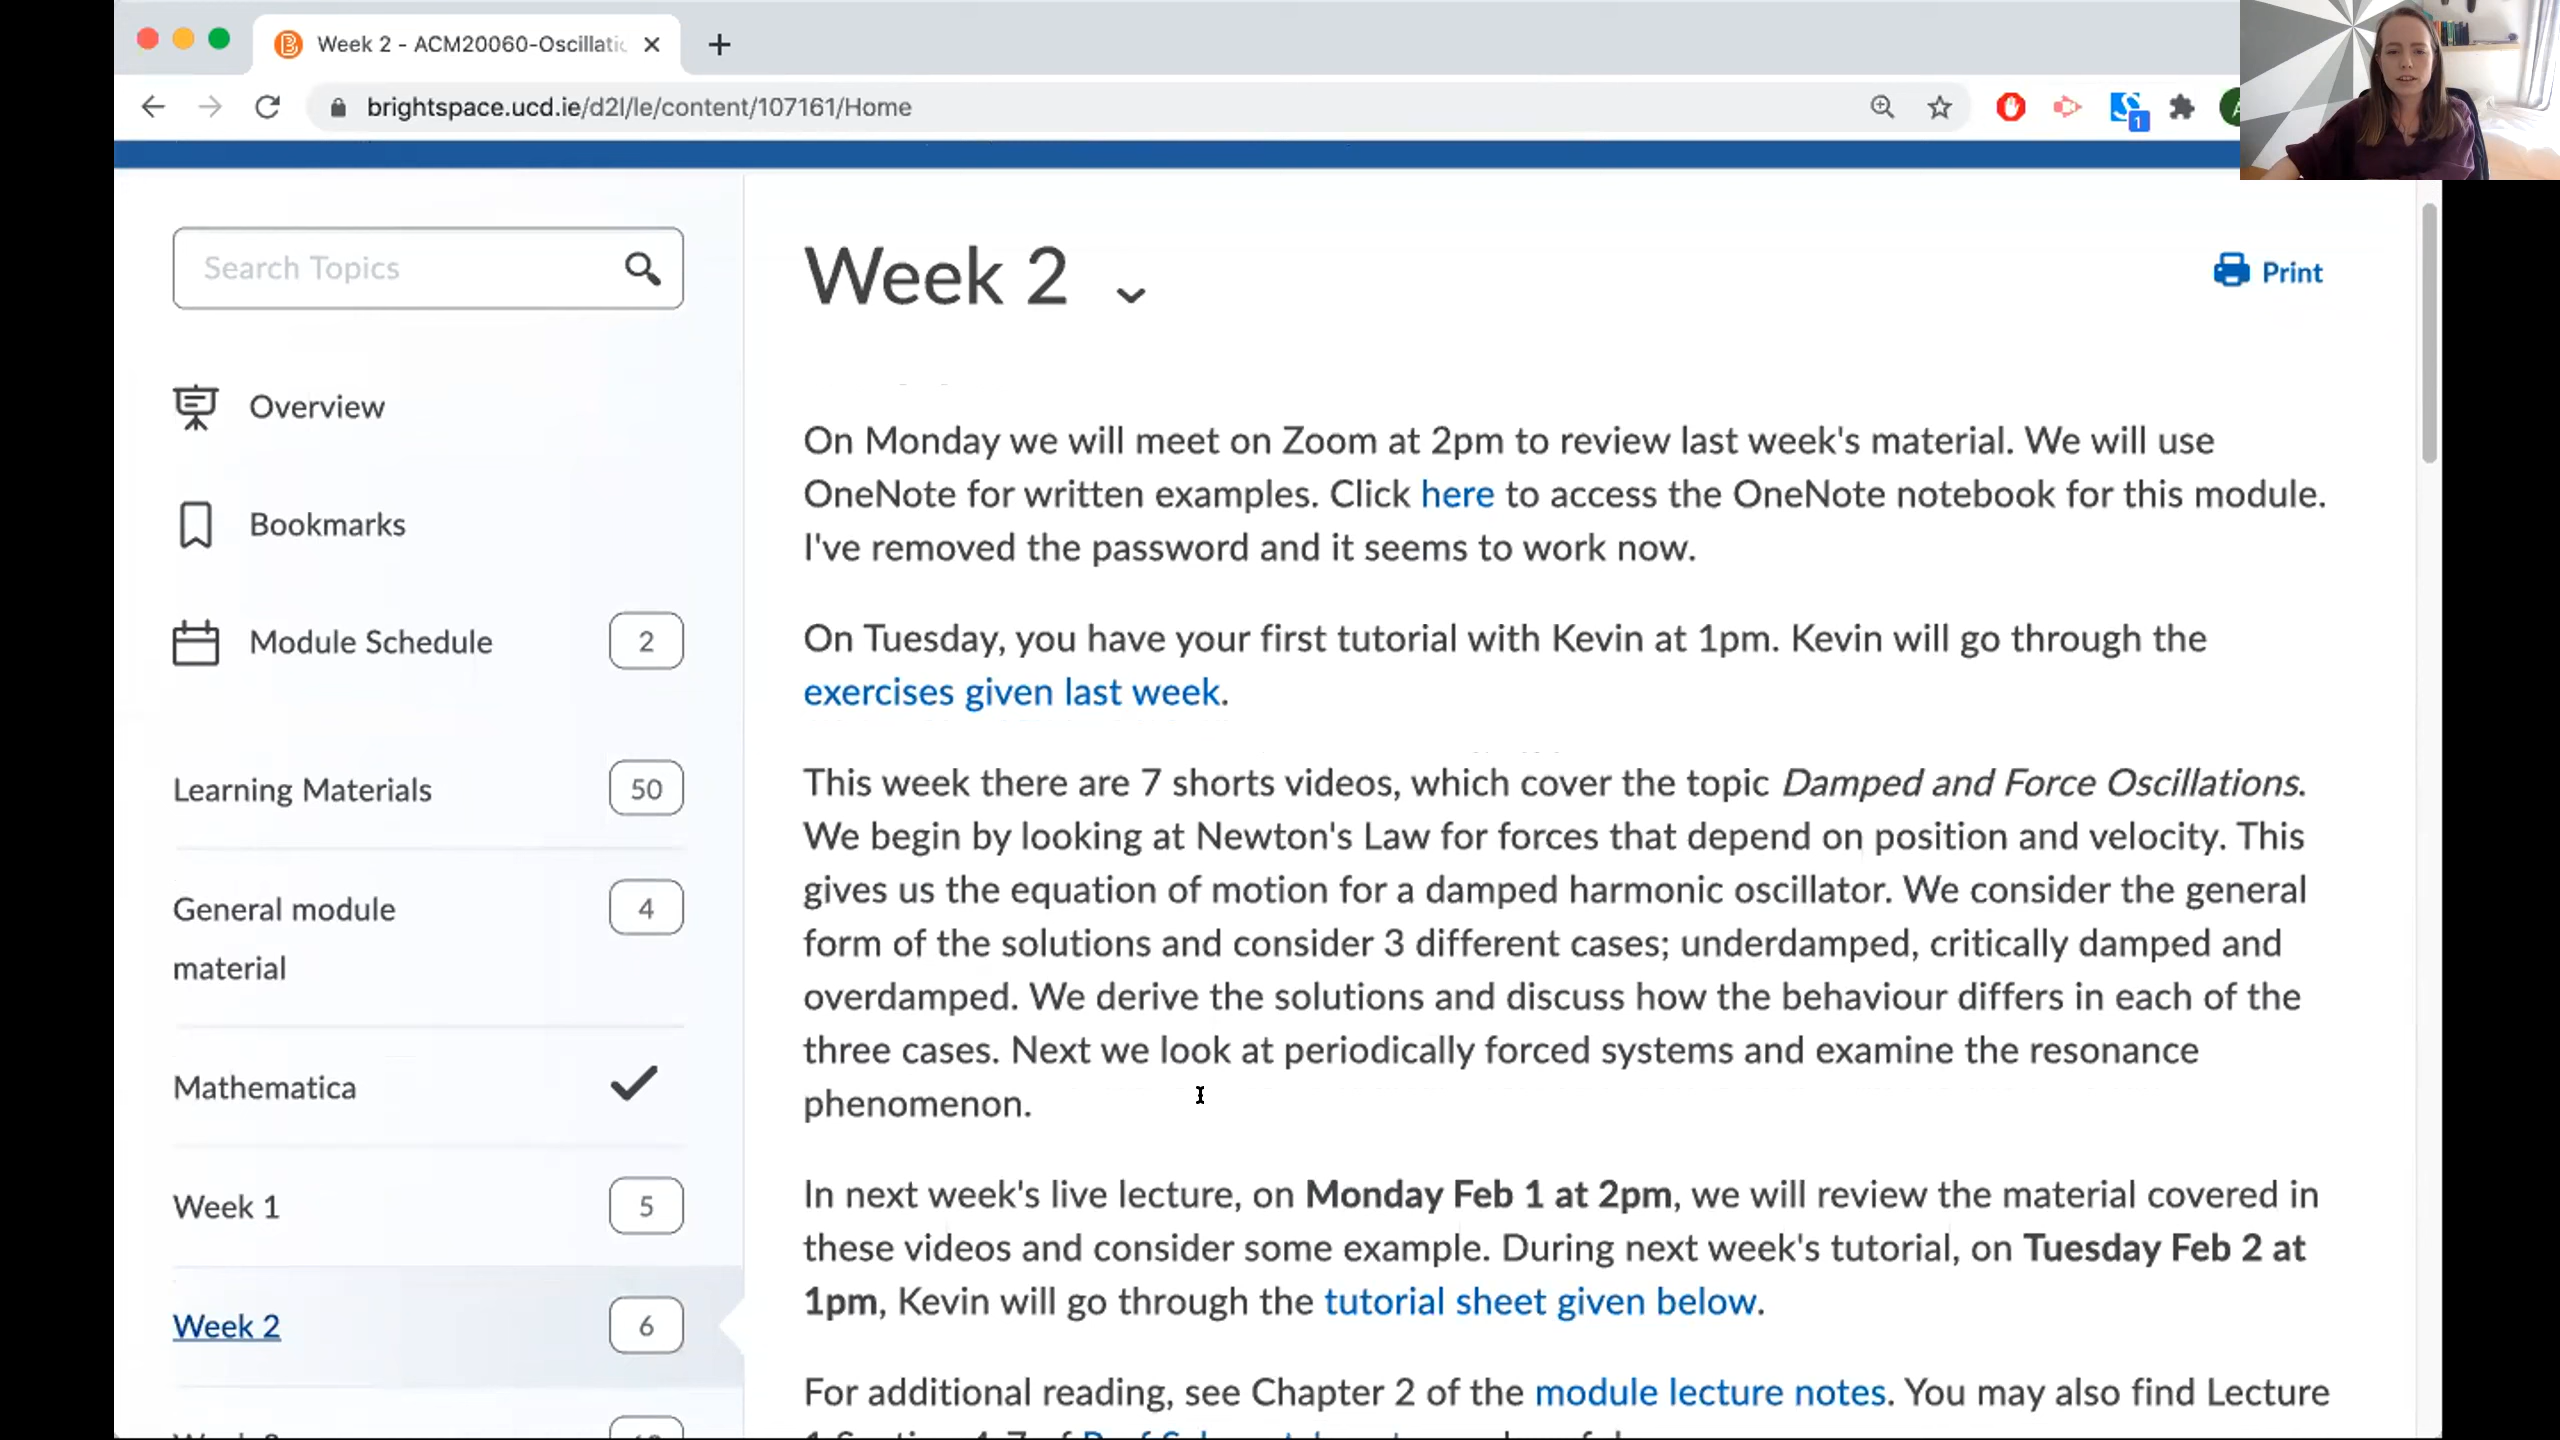 Week 2 - ACM20060-Oscillatic
brightspace.ucd.ie/d2l/le/content/107161/Home
1
Search Topics
Overview
Bookmarks
Module Schedule 2
Learning Materials 50
General module 4
material
Mathematica
Week 1 5
Week 2 6
Week 2
Print
On Monday we will meet on Zoom at 2pm to review last week's material. We will use
OneNote for written examples. Click here to access the OneNote notebook for this module.
I've removed the password and it seems to work now.
On Tuesday, you have your first tutorial with Kevin at 1pm. Kevin will go through the
exercises given last week.
This week there are 7 shorts videos, which cover the topic Damped and Force Oscillations.
We begin by looking at Newton's Law for forces that depend on position and velocity. This
gives us the equation of motion for a damped harmonic oscillator. We consider the general
form of the solutions and consider 3 different cases; underdamped, critically damped and
overdamped. We derive the solutions and discuss how the behaviour differs in each of the
three cases. Next we look at periodically forced systems and examine the resonance
phenomenon.
In next week's live lecture, on Monday Feb 1 at 2pm, we will review the material covered in
these videos and consider some example. During next week's tutorial, on Tuesday Feb 2 at
1pm, Kevin will go through the tutorial sheet given below.
For additional reading, see Chapter 2 of the module lecture notes. You may also find Lecture